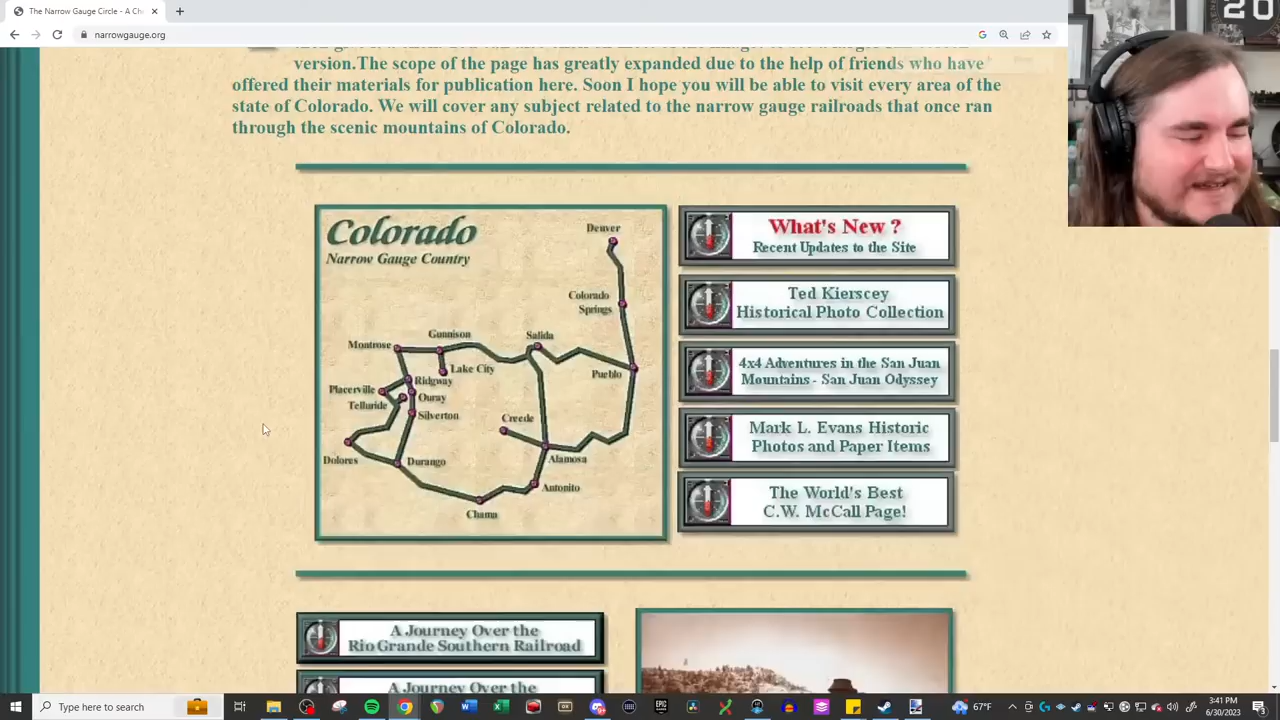 The Narrow Gauge Circle - A Ch
narrowgauge.org
20
version.The scope of the page has greatly expanded due to the help of friends who have
offered their materials for publication here. Soon I hope you will be able to visit every area of the
state of Colorado. We will cover any subject related to the narrow gauge railroads that once ran
through the scenic mountains of Colorado.
Colorado
Narrow Gauge Country
Denver
Colorado
Springs
Gunnison
Salida
Montrose
Lake City
Pueblo
Ridgway
Placerville
Ouray
Telluride
Silverton
Creede
Dolores
Durango
Alamosa
Antonito
Chama
What's New ?
Recent Updates to the Site
Ted Kierscey
Historical Photo Collection
4x4 Adventures in the San Juan
Mountains - San Juan Odyssey
Mark L. Evans Historic
Photos and Paper Items
The World's Best
C.W. McCall Page!
A Journey Over the
Rio Grande Southern Railroad
A Journey Over the
Type here to search
EPIC
67°F
3:41 PM
6/30/2023